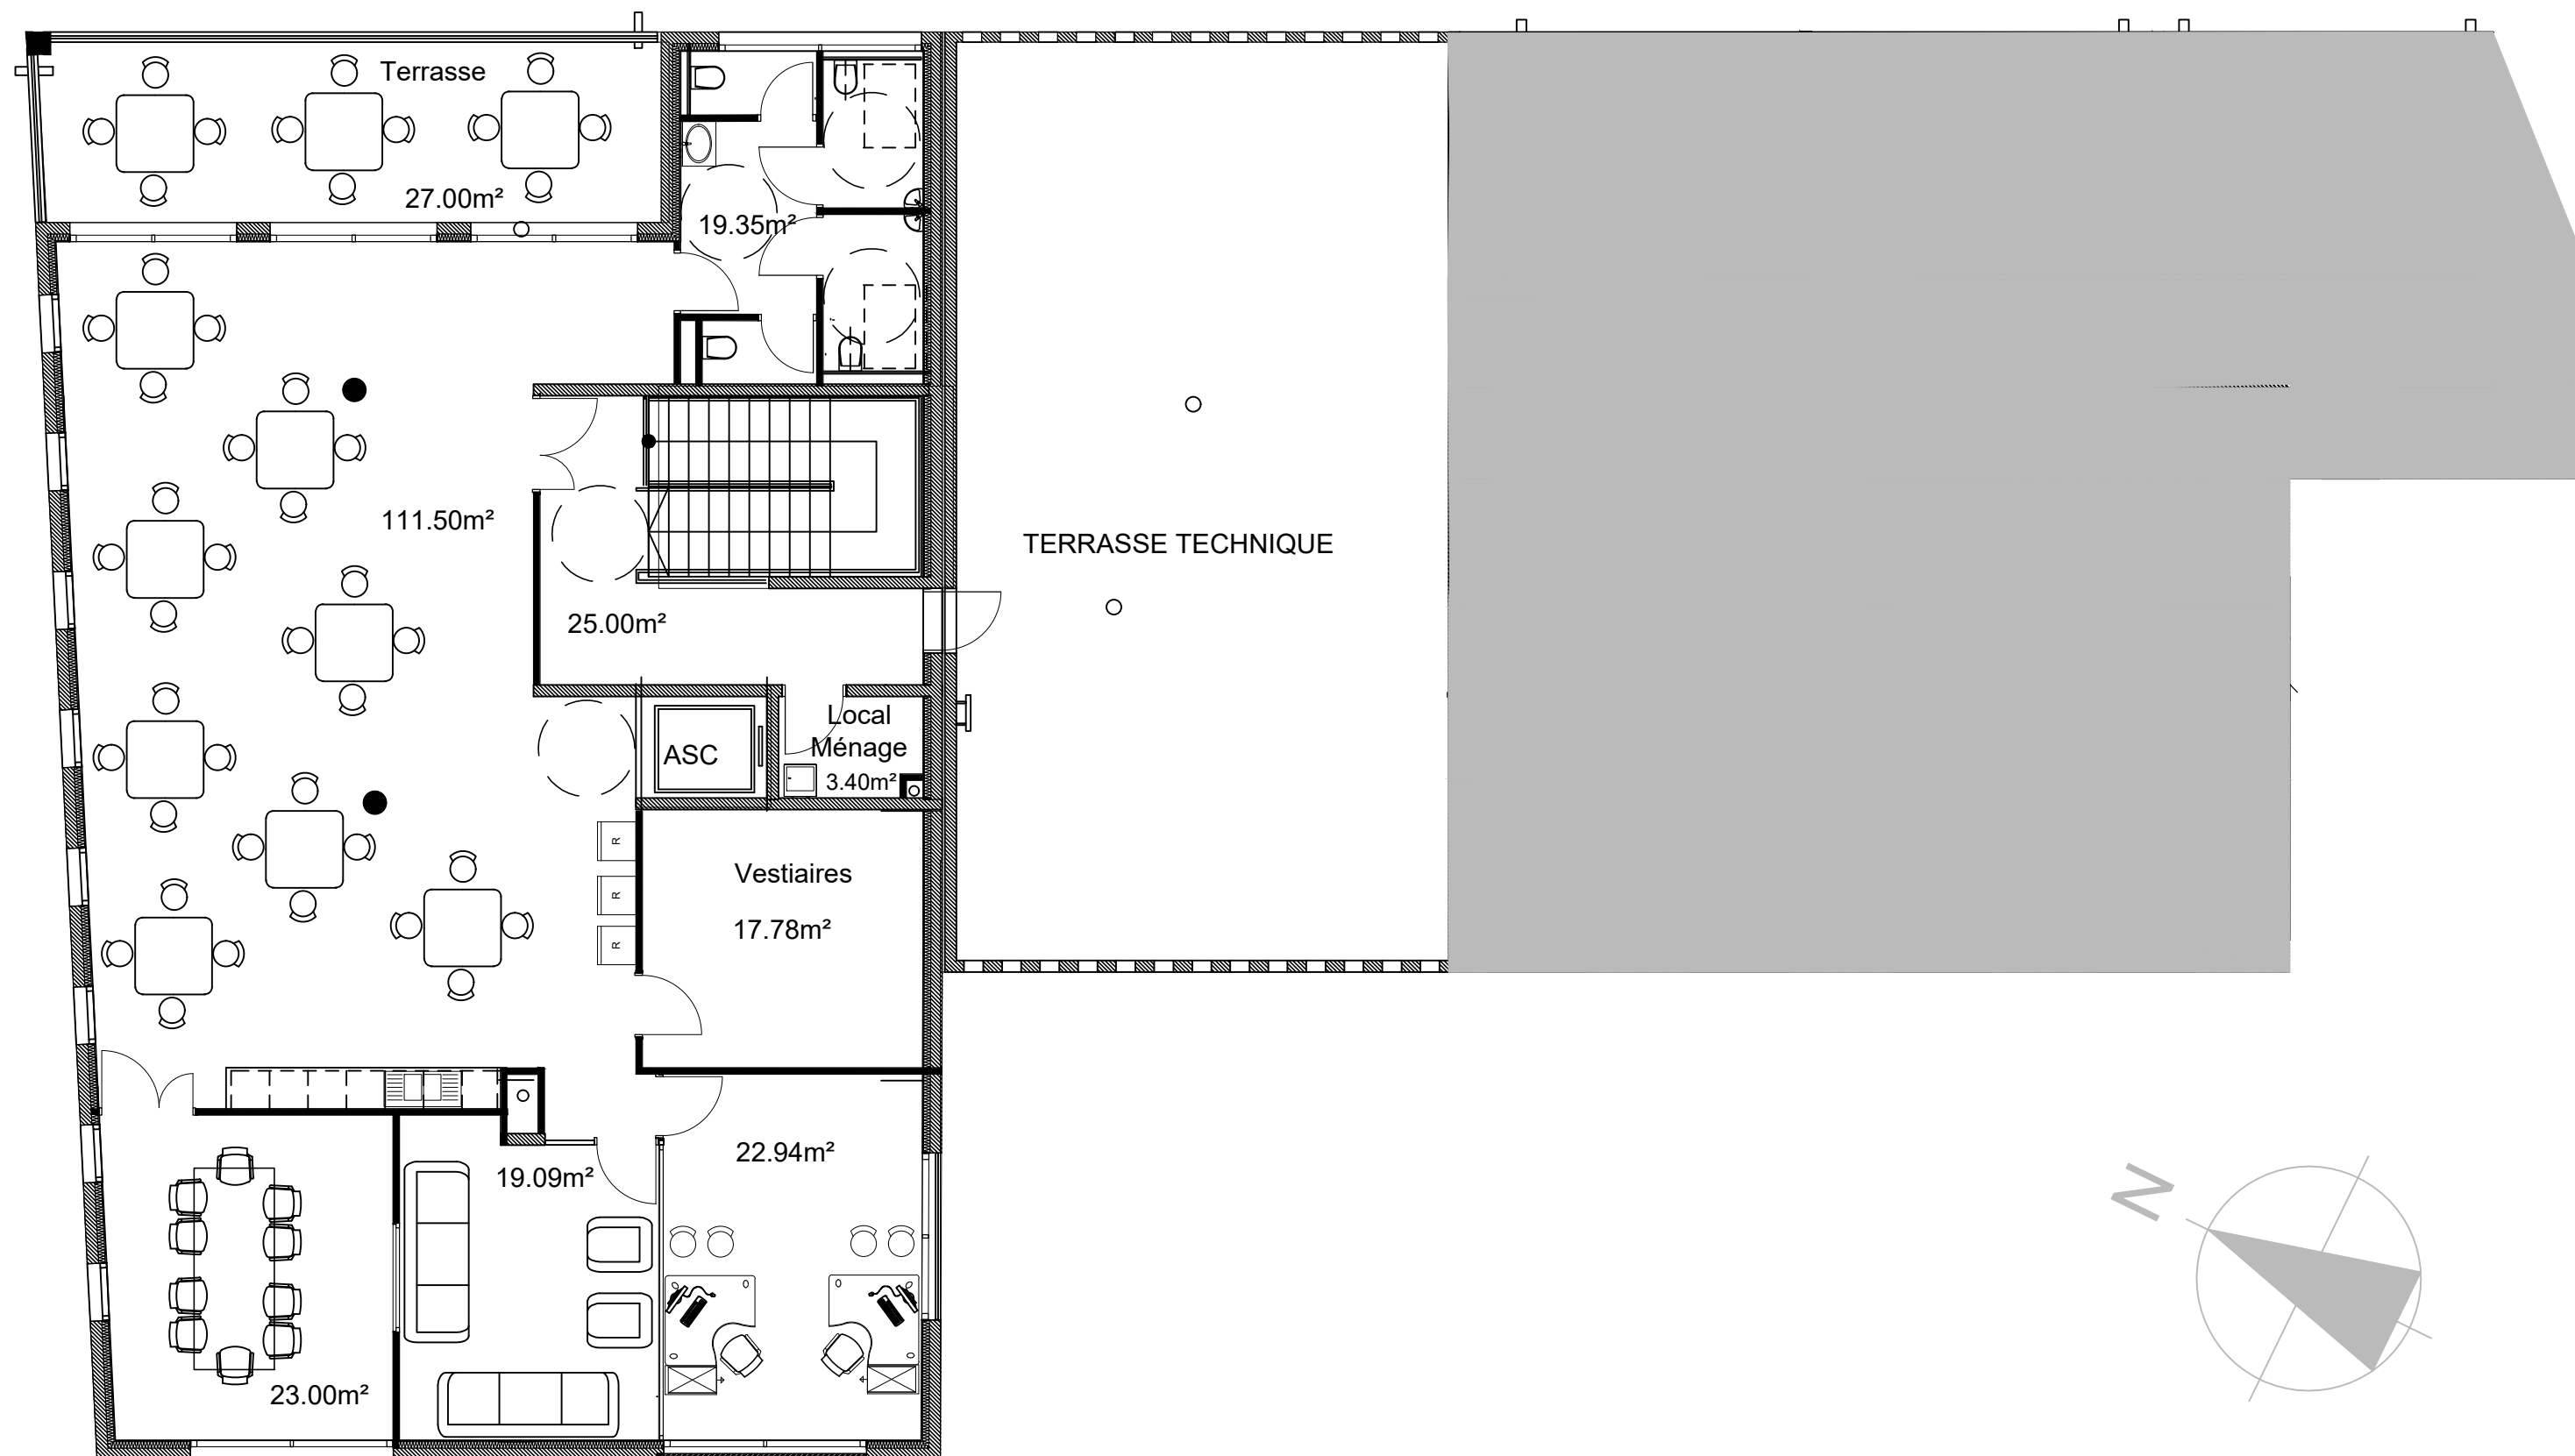 Terrasse
27.00m²
19.35m²
111.50m²
TERRASSE TECHNIQUE
25.00m²
Local
Ménage
3.40m²
ASC
R
R
R
Vestiaires
17.78m²
22.94m²
19.09m²
23.00m²
N